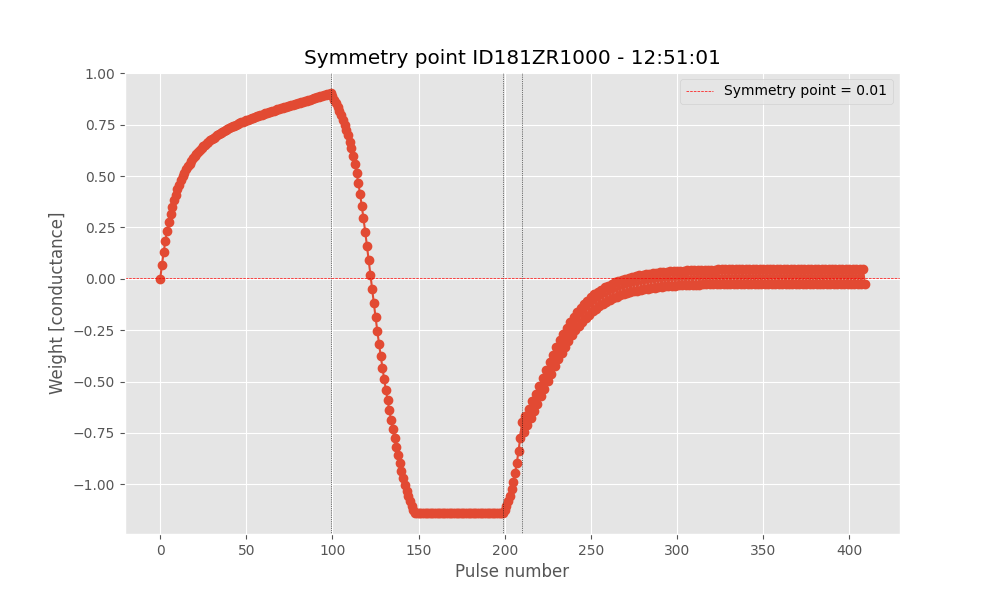 Symmetry point ID181ZR1000 - 12:51:01
Symmetry point = 0.01
1.00
0.75
0.50
0.25
0.00
−0.25
−0.50
−0.75
−1.00
Weight [conductance]
0 50 100 150 200 250 300 350 400
Pulse number